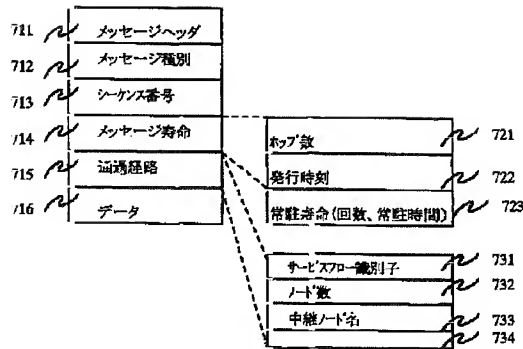 711 メッセージヘッダ
712 メッセージ種別
713 シーケンス番号
714 メッセージ寿命
715 通過経路
716 データ
ホップ数 721
発行時刻 722
常駐寿命(回数、常駐時間) 723
サービスフロー識別子 731
ノード数 732
中継ノード名 733
734